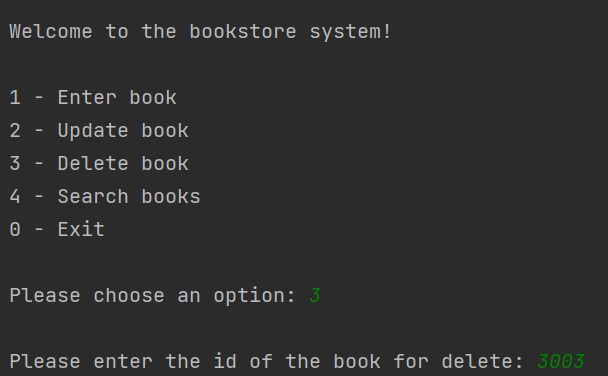 Welcome to the bookstore system!
1 - Enter book
2 - Update book
3 - Delete book
4 - Search books
0 - Exit
Please choose an option: 3
Please enter the id of the book for delete: 3003